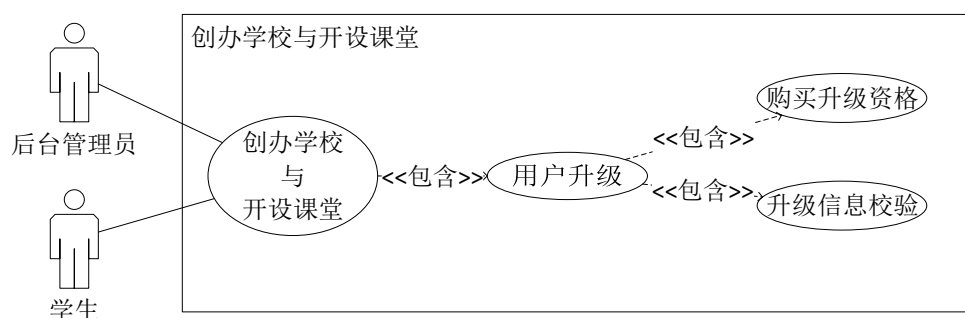 创办学校与开设课堂
后台管理员
学生
创办学校
与
开设课堂
<<包含>>
用户升级
<<包含>>
<<包含>>
购买升级资格
升级信息校验